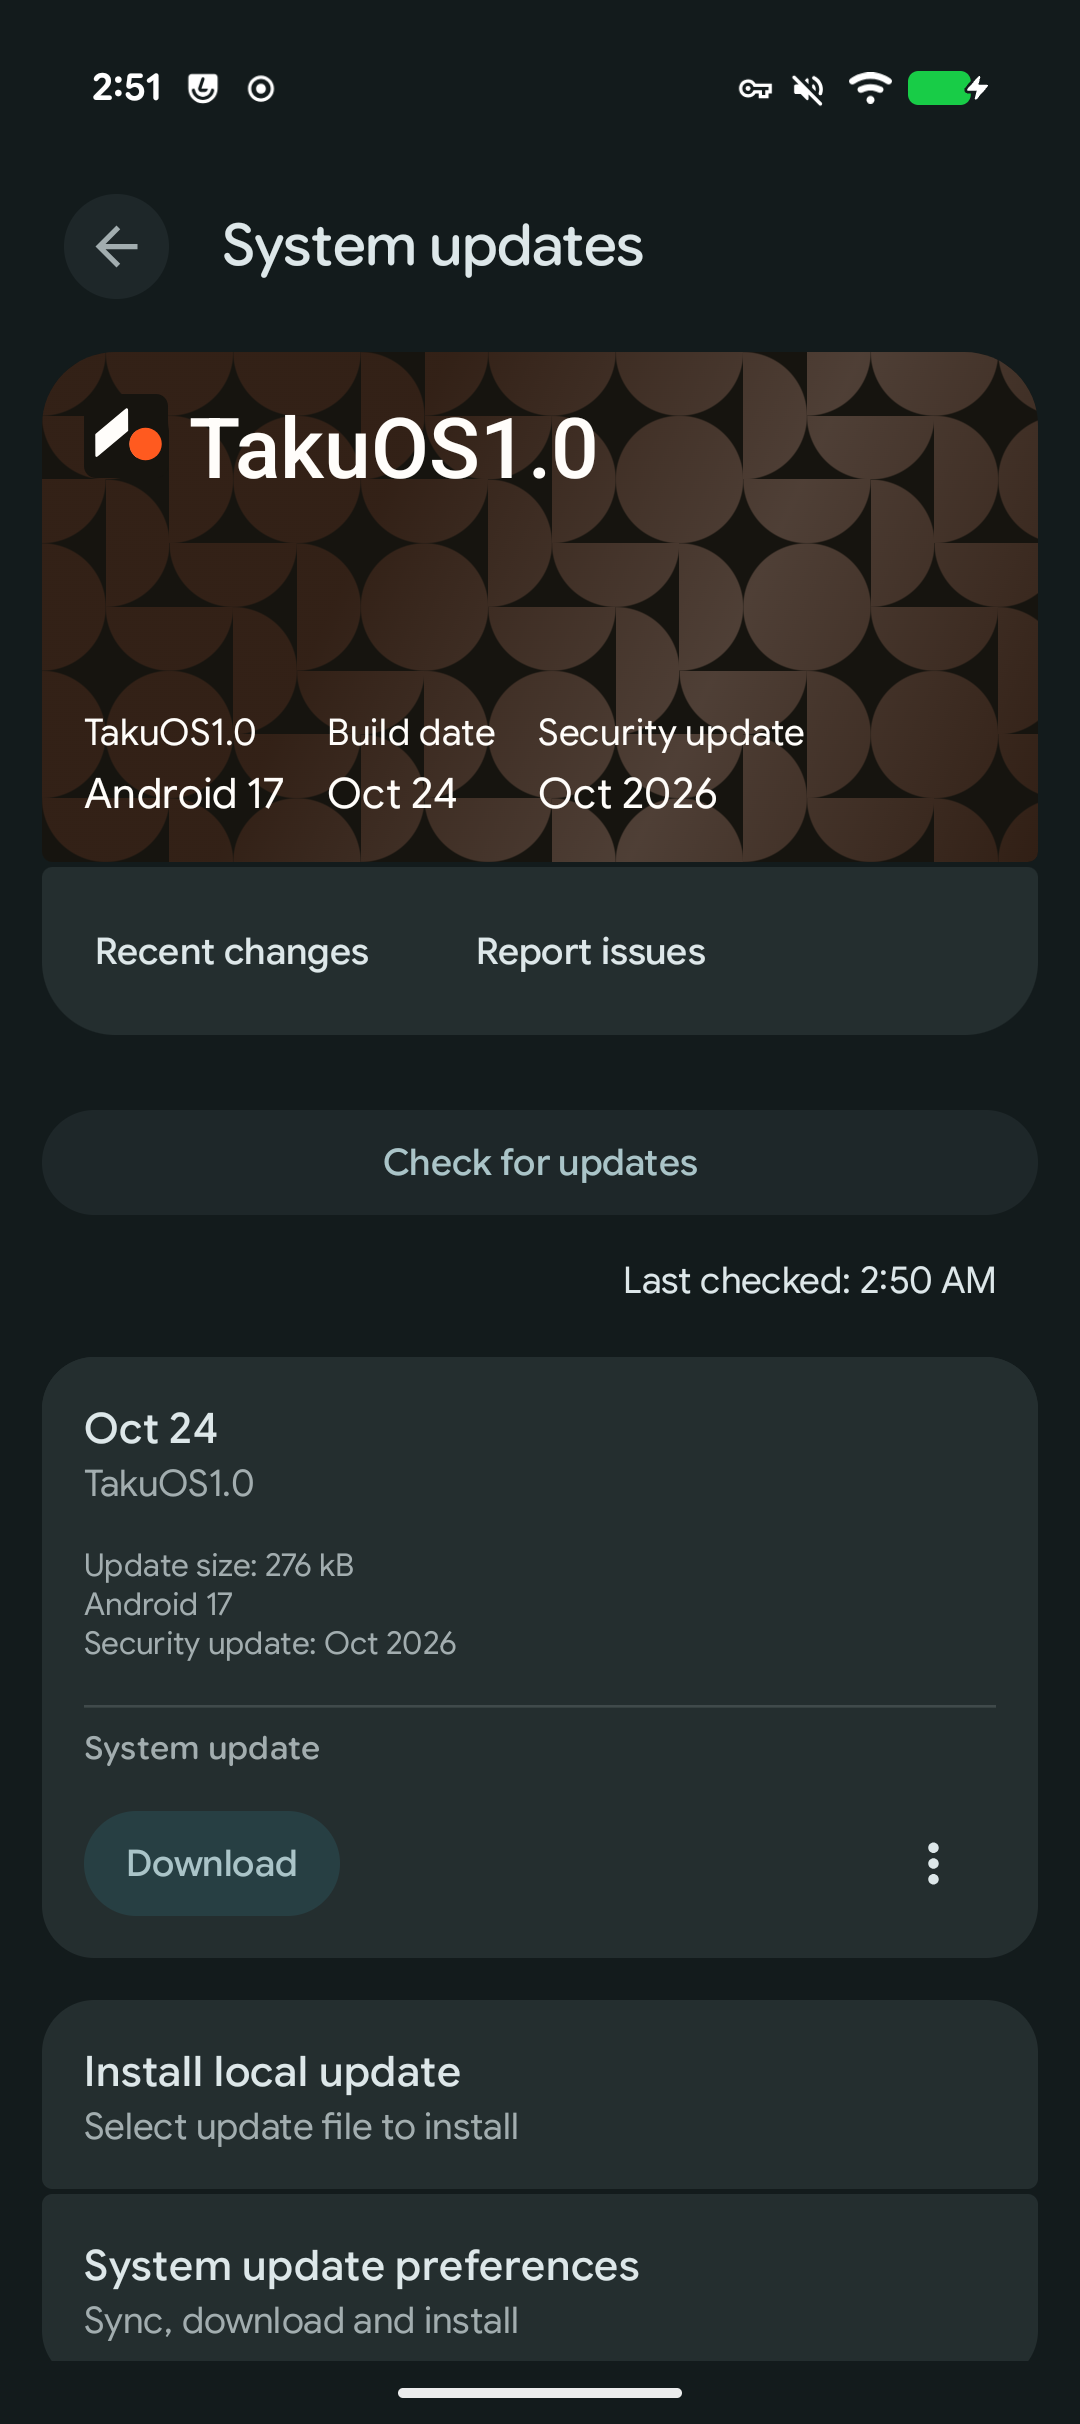 2:51
System updates
TakuOS1.0
TakuOS1.0 Build date Security update
Android 17 Oct 24 Oct 2026
Recent changes Report issues
Check for updates
Last checked: 2:50 AM
Oct 24
TakuOS1.0
Update size: 276 kB
Android 17
Security update: Oct 2026
System update
Download
Install local update
Select update file to install
System update preferences
Sync, download and install